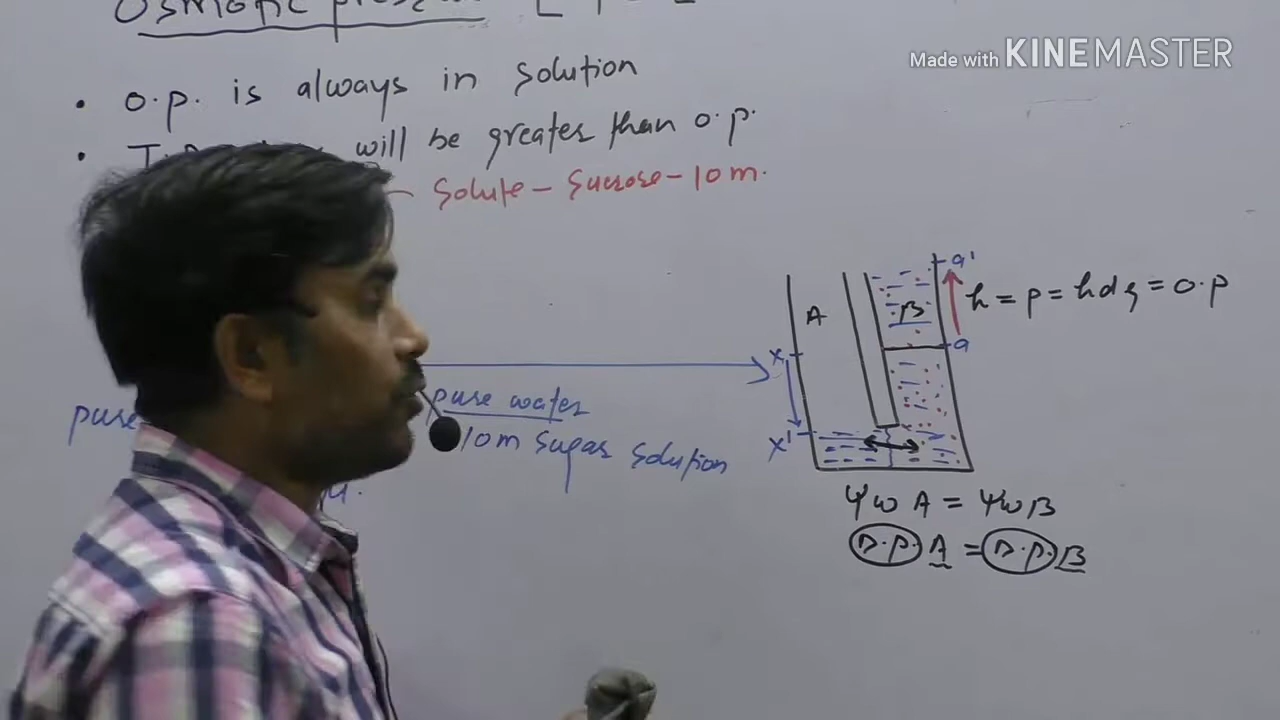 Made with KINEMASTER
Osmotic
• O.P. is always in solution
• will be greater than O.P.
Solute - Sucrose - 10 m.
A
B
a'
h = p = hdg = O.P
x
a
pure
pure water
10 m sugar solution
x'
ψw A = ψw B
D.P. A = D.P. B